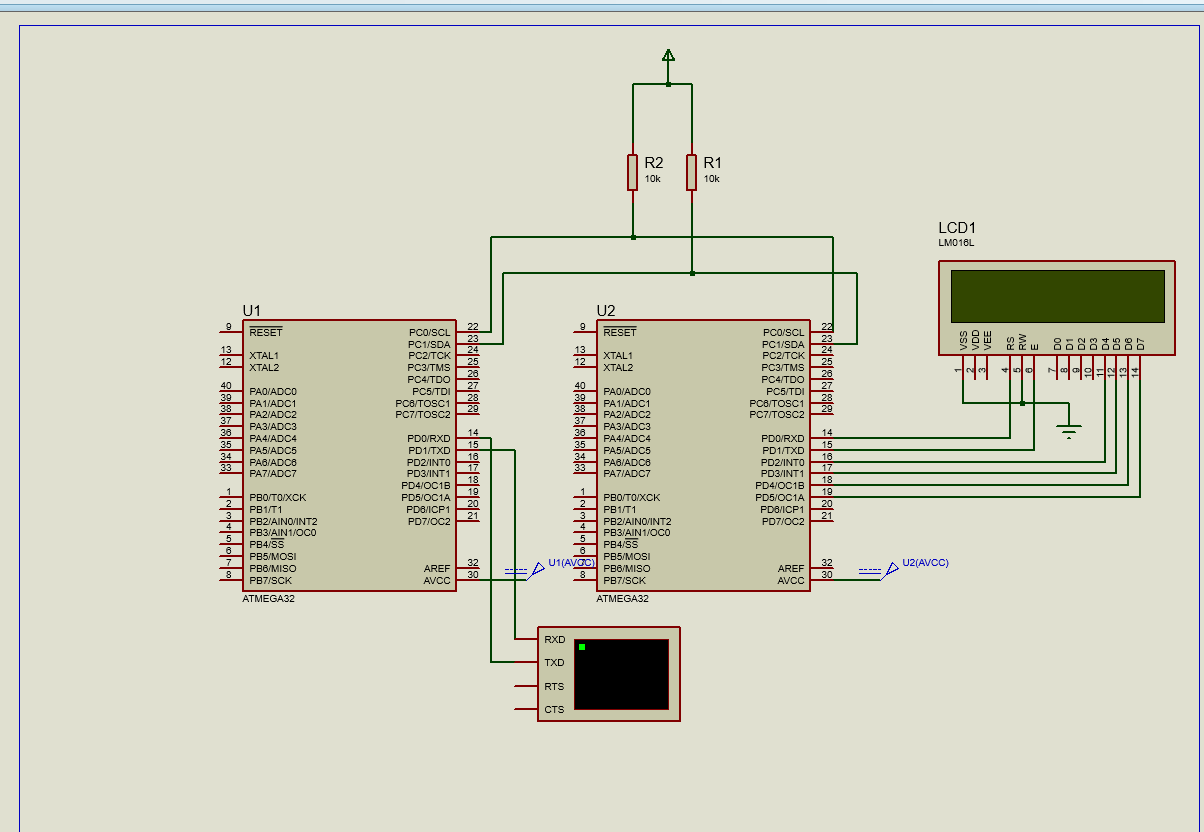 R2
10k
R1
10k
LCD1
LM016L
VSS
VDD
VEE
RS
RW
E
D0
D1
D2
D3
D4
D5
D6
D7
1
2
3
4
5
6
7
8
9
10
11
12
13
14
U1
9 RESET
13 XTAL1
12 XTAL2
40 PA0/ADC0
39 PA1/ADC1
38 PA2/ADC2
37 PA3/ADC3
36 PA4/ADC4
35 PA5/ADC5
34 PA6/ADC6
33 PA7/ADC7
1 PB0/T0/XCK
2 PB1/T1
3 PB2/AIN0/INT2
4 PB3/AIN1/OC0
5 PB4/SS
6 PB5/MOSI
7 PB6/MISO
8 PB7/SCK
PC0/SCL 22
PC1/SDA 23
PC2/TCK 24
PC3/TMS 25
PC4/TDO 26
PC5/TDI 27
PC6/TOSC1 28
PC7/TOSC2 29
PD0/RXD 14
PD1/TXD 15
PD2/INT0 16
PD3/INT1 17
PD4/OC1B 18
PD5/OC1A 19
PD6/ICP1 20
PD7/OC2 21
AREF 32
AVCC 30
ATMEGA32
U1(AVCC)
U2
9 RESET
13 XTAL1
12 XTAL2
40 PA0/ADC0
39 PA1/ADC1
38 PA2/ADC2
37 PA3/ADC3
36 PA4/ADC4
35 PA5/ADC5
34 PA6/ADC6
33 PA7/ADC7
1 PB0/T0/XCK
2 PB1/T1
3 PB2/AIN0/INT2
4 PB3/AIN1/OC0
5 PB4/SS
6 PB5/MOSI
7 PB6/MISO
8 PB7/SCK
PC0/SCL 22
PC1/SDA 23
PC2/TCK 24
PC3/TMS 25
PC4/TDO 26
PC5/TDI 27
PC6/TOSC1 28
PC7/TOSC2 29
PD0/RXD 14
PD1/TXD 15
PD2/INT0 16
PD3/INT1 17
PD4/OC1B 18
PD5/OC1A 19
PD6/ICP1 20
PD7/OC2 21
AREF 32
AVCC 30
ATMEGA32
U2(AVCC)
RXD
TXD
RTS
CTS